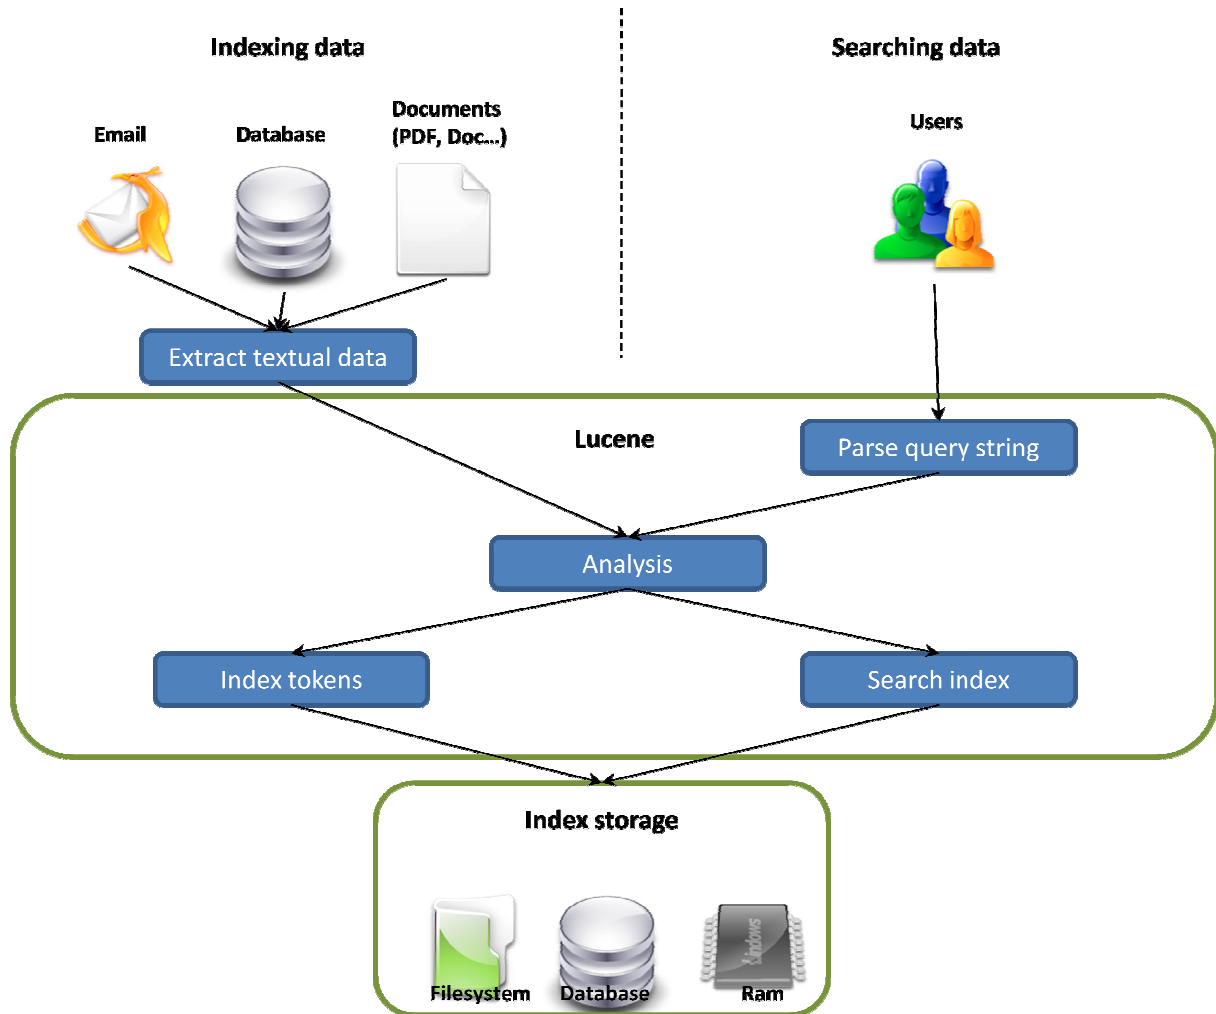 Indexing data
Searching data
Email
Database
Documents
(PDF, Doc...)
Users
Extract textual data
Lucene
Parse query string
Analysis
Index tokens
Search index
Index storage
Windows
Filesystem
Database
Ram